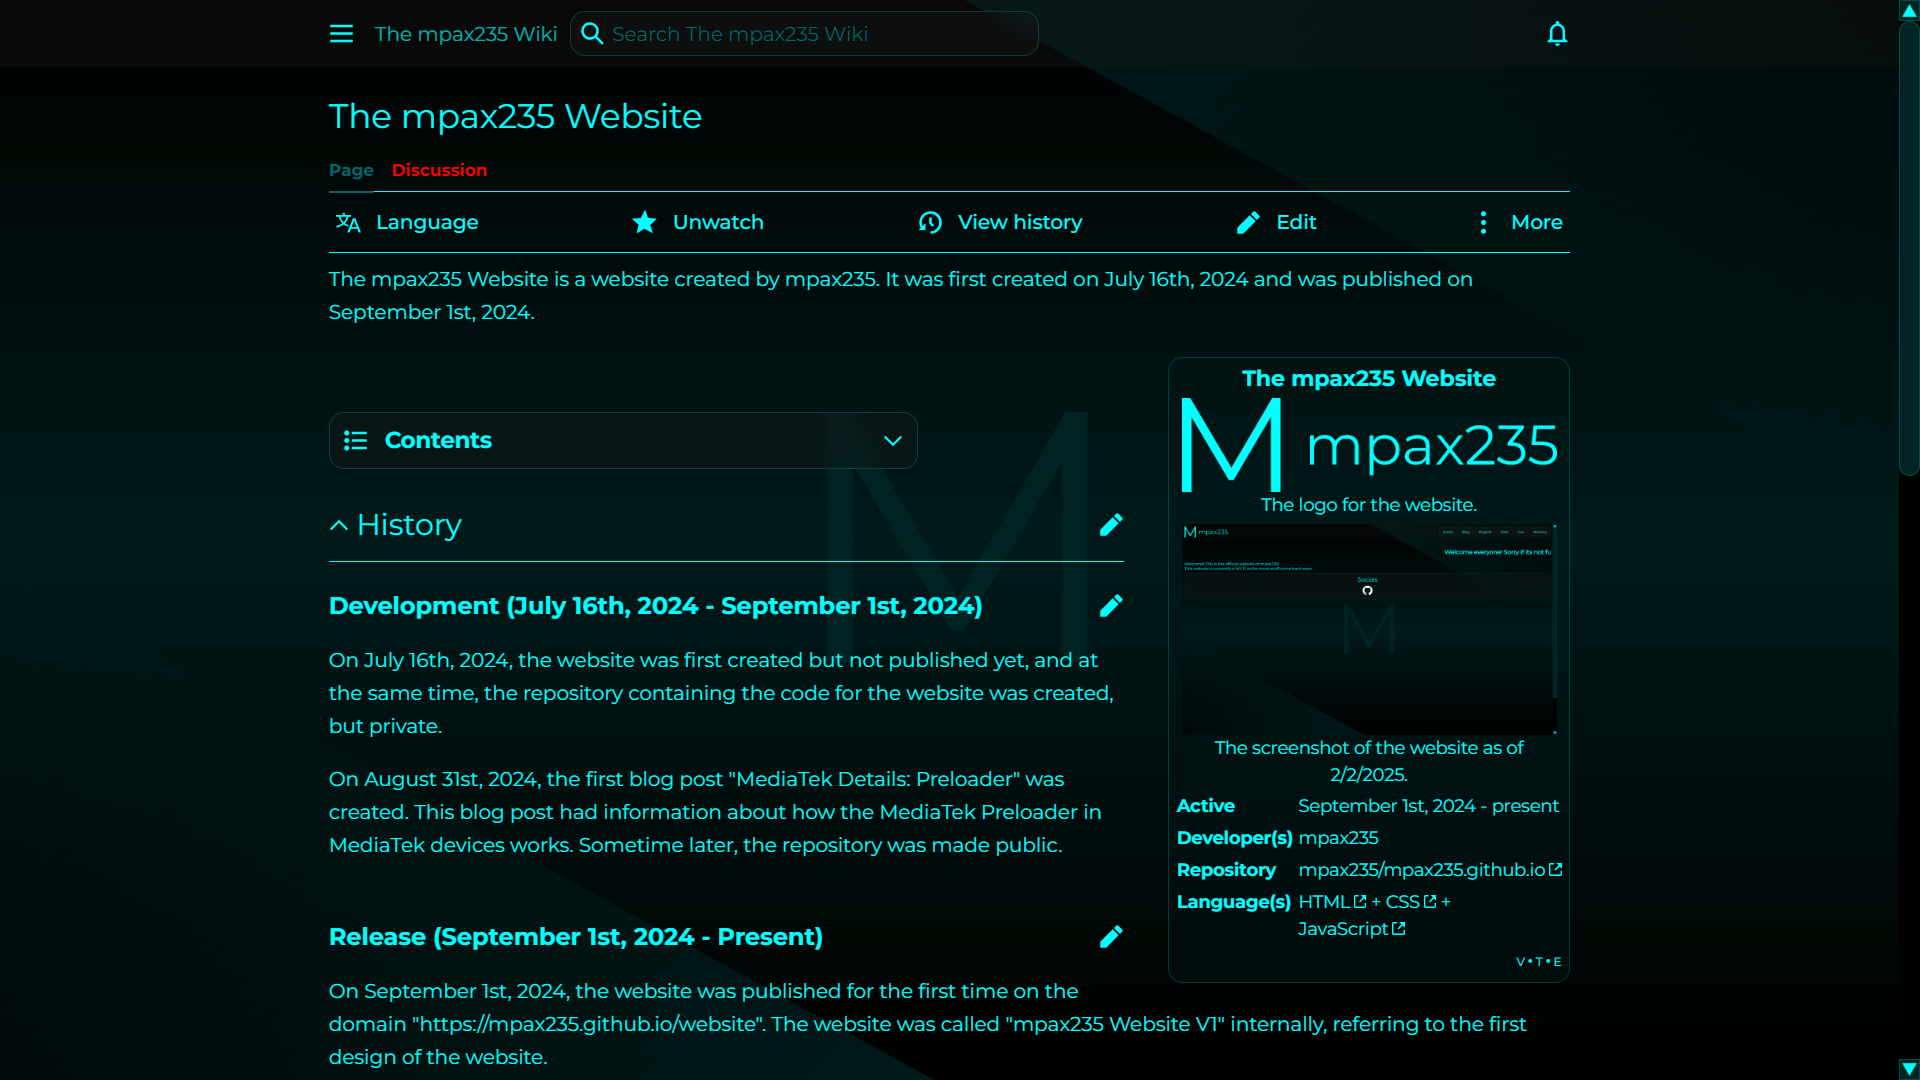 The mpax235 Wiki
Search The mpax235 Wiki
The mpax235 Website
Page
Discussion
Language
Unwatch
View history
Edit
More
The mpax235 Website is a website created by mpax235. It was first created on July 16th, 2024 and was published on
September 1st, 2024.
Contents
History
Development (July 16th, 2024 - September 1st, 2024)
On July 16th, 2024, the website was first created but not published yet, and at
the same time, the repository containing the code for the website was created,
but private.
On August 31st, 2024, the first blog post "MediaTek Details: Preloader" was
created. This blog post had information about how the MediaTek Preloader in
MediaTek devices works. Sometime later, the repository was made public.
Release (September 1st, 2024 - Present)
On September 1st, 2024, the website was published for the first time on the
domain "https://mpax235.github.io/website". The website was called "mpax235 Website V1" internally, referring to the first
design of the website.
The mpax235 Website
M mpax235
The logo for the website.
M mpax235
Welcome everyone! Sorry if its not fu
Socials
M
The screenshot of the website as of
2/2/2025.
Active September 1st, 2024 - present
Developer(s) mpax235
Repository mpax235/mpax235.github.io
Language(s) HTML + CSS +
JavaScript
V•T•E
M